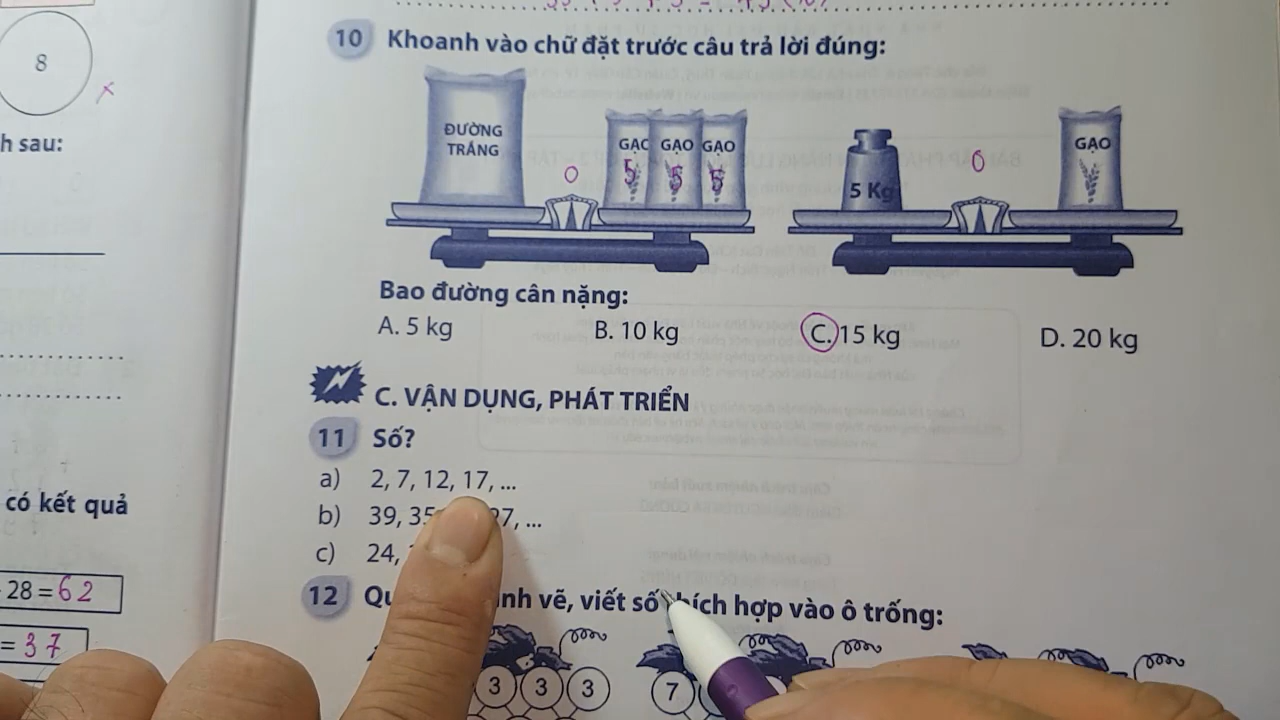 8
h sau:
có kết quả
28 = 62
= 37
10 Khoanh vào chữ đặt trước câu trả lời đúng:
ĐƯỜNG
TRẮNG
GẠO GẠO
5 5 5
0
5 Kg
0
GẠO
Bao đường cân nặng:
A. 5 kg B. 10 kg C. 15 kg D. 20 kg
C. VẬN DỤNG, PHÁT TRIỂN
11 Số?
a) 2, 7, 12, 17, ...
b) 39, 35 27, ...
c) 24,
12 vẽ, viết số hích hợp vào ô trống:
3 3 3 7